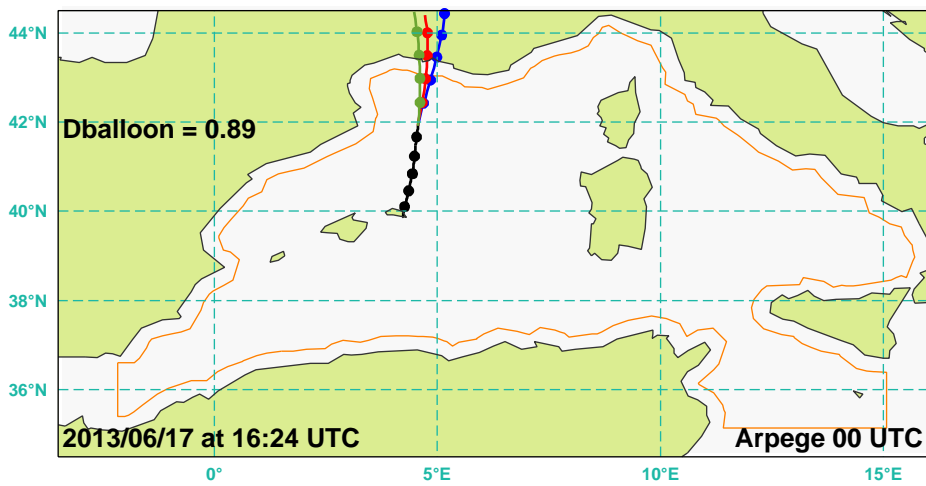 44°N
42°N
Dballoon = 0.89
40°N
38°N
36°N
2013/06/17 at 16:24 UTC
Arpege 00 UTC
0°
5°E
10°E
15°E